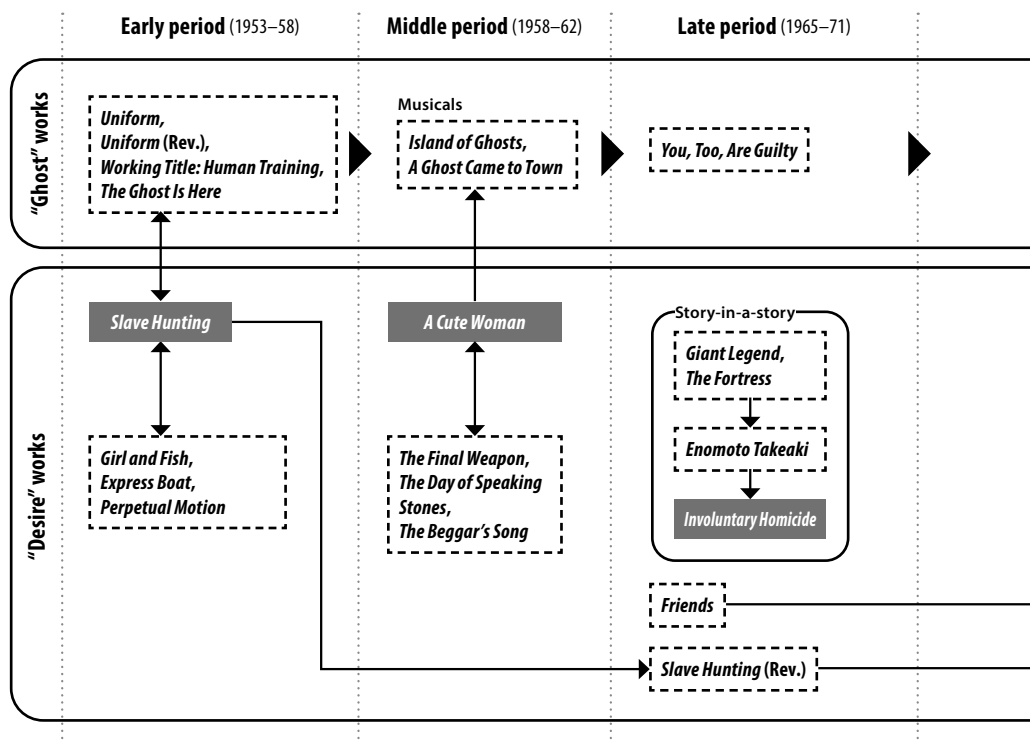 Early period (1953–58)
Middle period (1958–62)
Late period (1965–71)
"Ghost" works
Uniform,
Uniform (Rev.),
Working Title: Human Training,
The Ghost Is Here
Musicals
Island of Ghosts,
A Ghost Came to Town
You, Too, Are Guilty
"Desire" works
Slave Hunting
Girl and Fish,
Express Boat,
Perpetual Motion
A Cute Woman
The Final Weapon,
The Day of Speaking
Stones,
The Beggar's Song
Story-in-a-story
Giant Legend,
The Fortress
Enomoto Takeaki
Involuntary Homicide
Friends
Slave Hunting (Rev.)